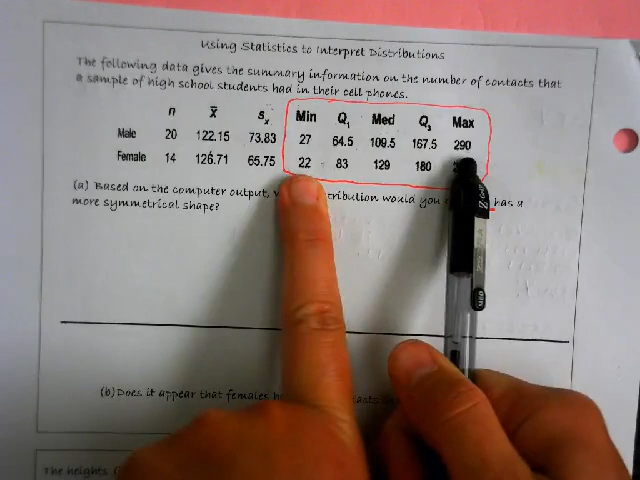 Using Statistics to Interpret Distributions
The following data gives the summary information on the number of contacts that
a sample of high school students had in their cell phones.
n x̄ sₓ Min Q₁ Med Q₃ Max
Male 20 122.15 73.83 27 64.5 109.5 167.5 290
Female 14 126.71 65.75 22 83 129 180
(a) Based on the computer output, distribution would you has a
more symmetrical shape?
(b) Does it appear that females
The heights